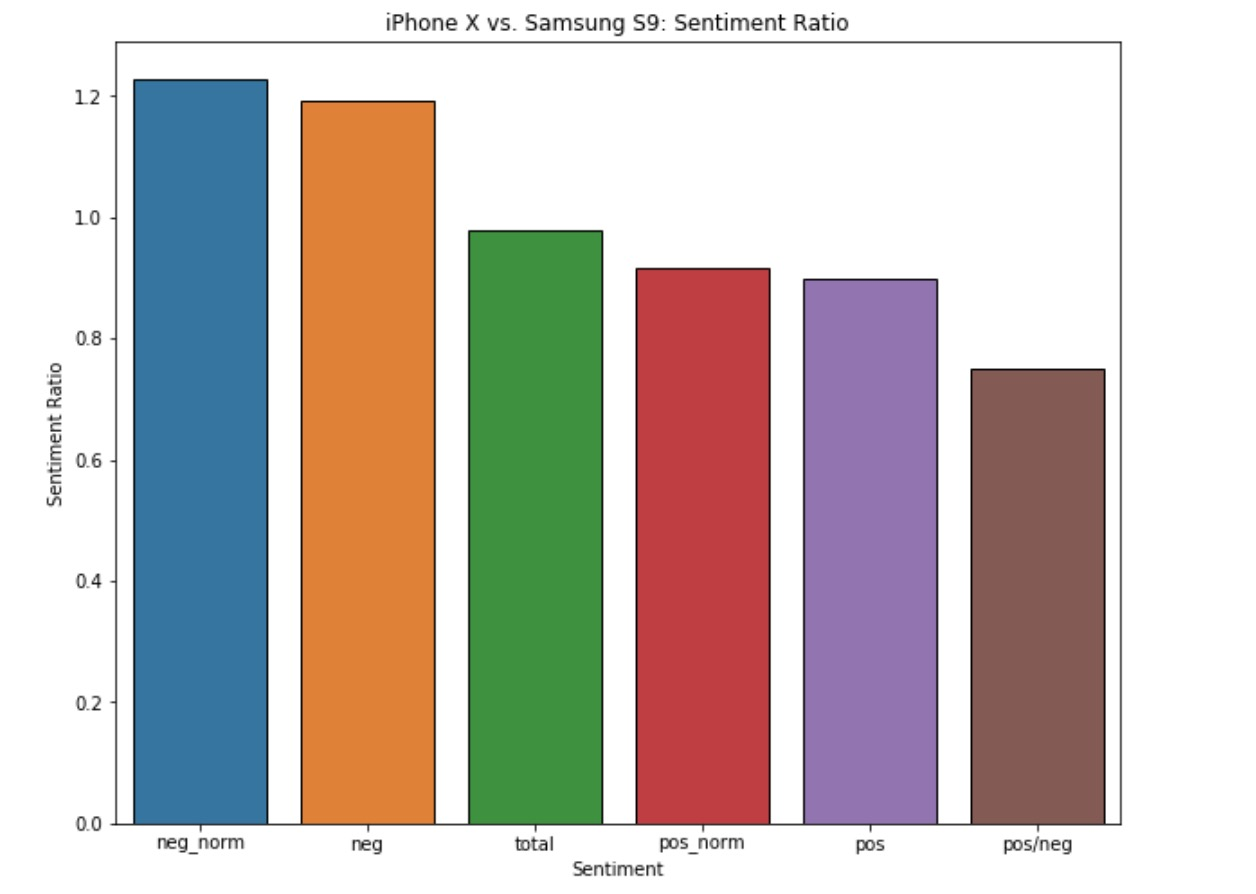 iPhone X vs. Samsung S9: Sentiment Ratio
1.2
1.0
0.8
0.6
0.4
0.2
0.0
Sentiment Ratio
neg_norm neg total pos_norm pos pos/neg
Sentiment